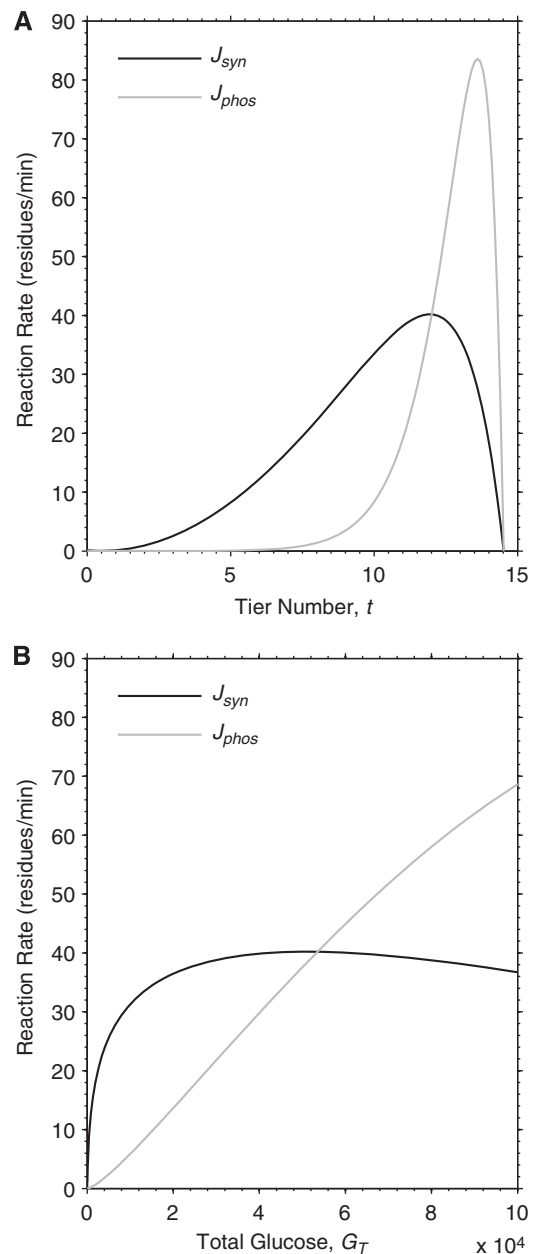 A
90
80
70
60
50
40
30
20
10
0
Reaction Rate (residues/min)
J_syn
J_phos
0 5 10 15
Tier Number, t
B
90
80
70
60
50
40
30
20
10
0
Reaction Rate (residues/min)
J_syn
J_phos
0 2 4 6 8 10
Total Glucose, G_T x 10^4